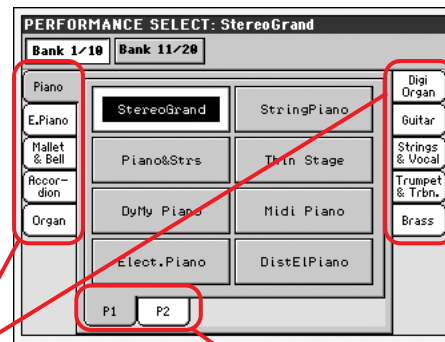 PERFORMANCE SELECT: StereoGrand
Bank 1/10 Bank 11/20
Piano
E.Piano
Mallet
& Bell
Accor-
dion
Organ
StereoGrand StringPiano
Piano&Strs Thin Stage
DyMy Piano Midi Piano
Elect.Piano DistElPiano
Digi
Organ
Guitar
Strings
& Vocal
Trumpet
& Trbn.
Brass
P1 P2